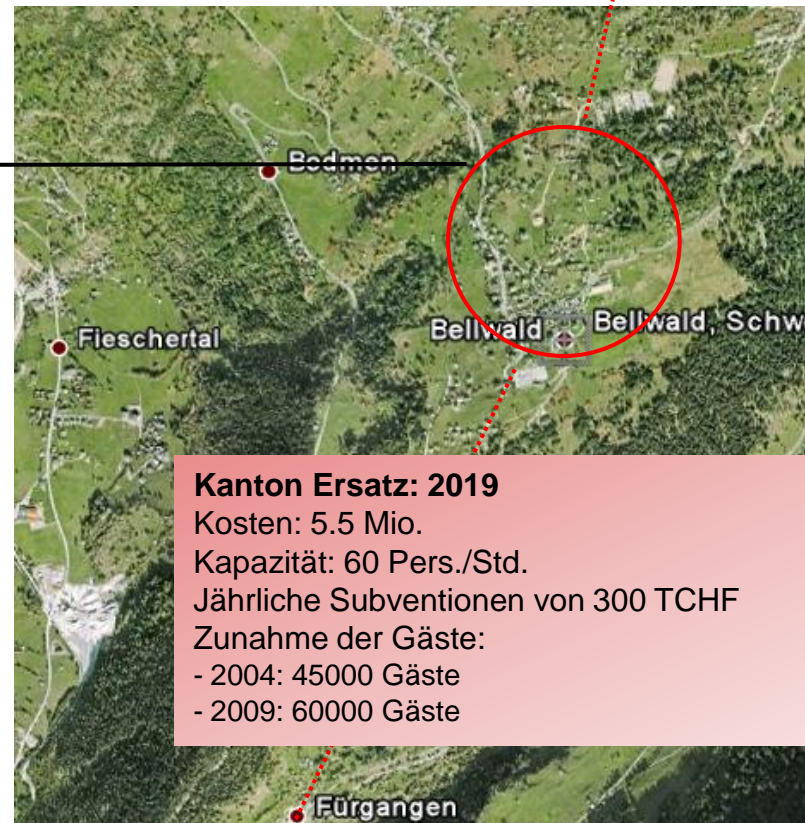 Bodmen
Fieschertal
Bellwald
Bellwald, Schw
Kanton Ersatz: 2019
Kosten: 5.5 Mio.
Kapazität: 60 Pers./Std.
Jährliche Subventionen von 300 TCHF
Zunahme der Gäste:
- 2004: 45000 Gäste
- 2009: 60000 Gäste
Fürgangen